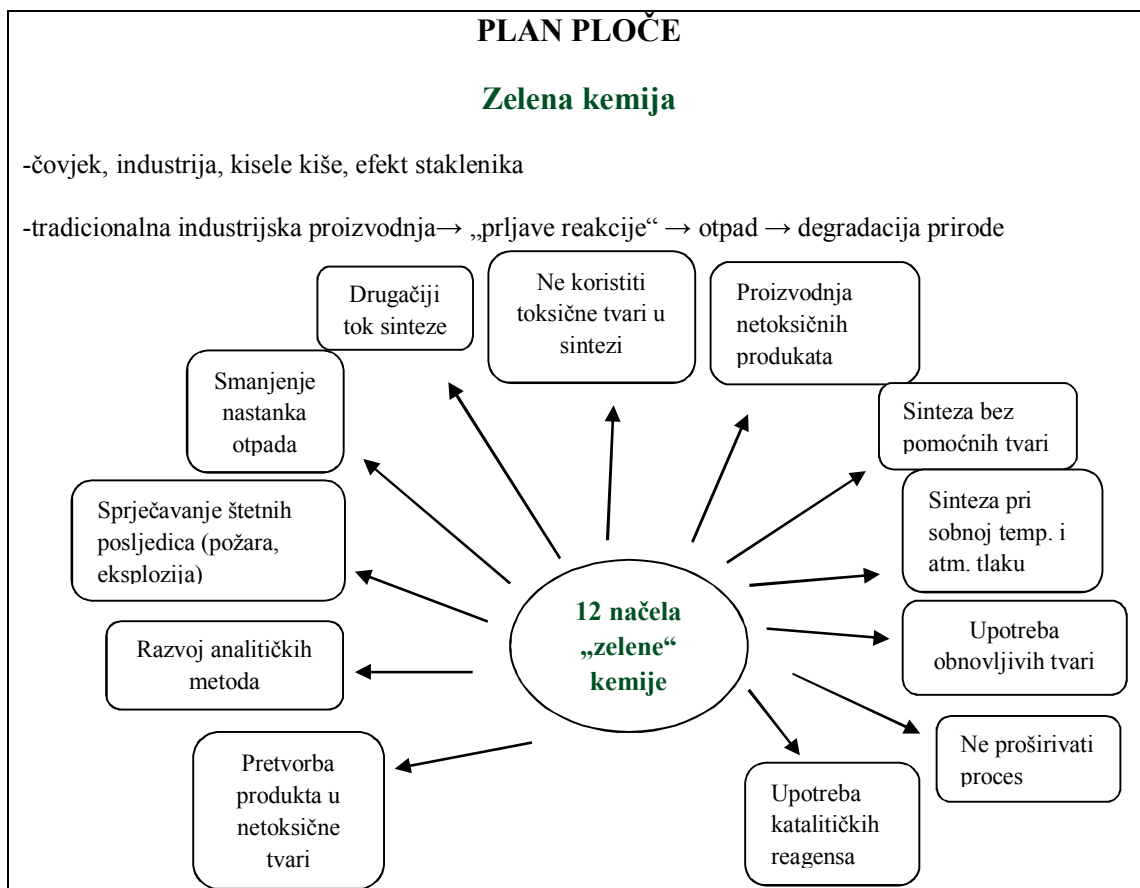 PLAN PLOČE
Zelena kemija
-čovjek, industrija, kisele kiše, efekt staklenika
-tradicionalna industrijska proizvodnja→ „prljave reakcije“ → otpad → degradacija prirode
Drugačiji
tok sinteze
Ne koristiti
toksične tvari u
sintezi
Proizvodnja
netoksičnih
produkata
Smanjenje
nastanka
otpada
Sinteza bez
pomoćnih tvari
Sprječavanje štetnih
posljedica (požara,
eksplozija)
Sinteza pri
sobnoj temp. i
atm. tlaku
12 načela
„zelene“
kemije
Razvoj analitičkih
metoda
Upotreba
obnovljivih tvari
Pretvorba
produkta u
netoksične
tvari
Upotreba
katalitičkih
reagensa
Ne proširivati
proces